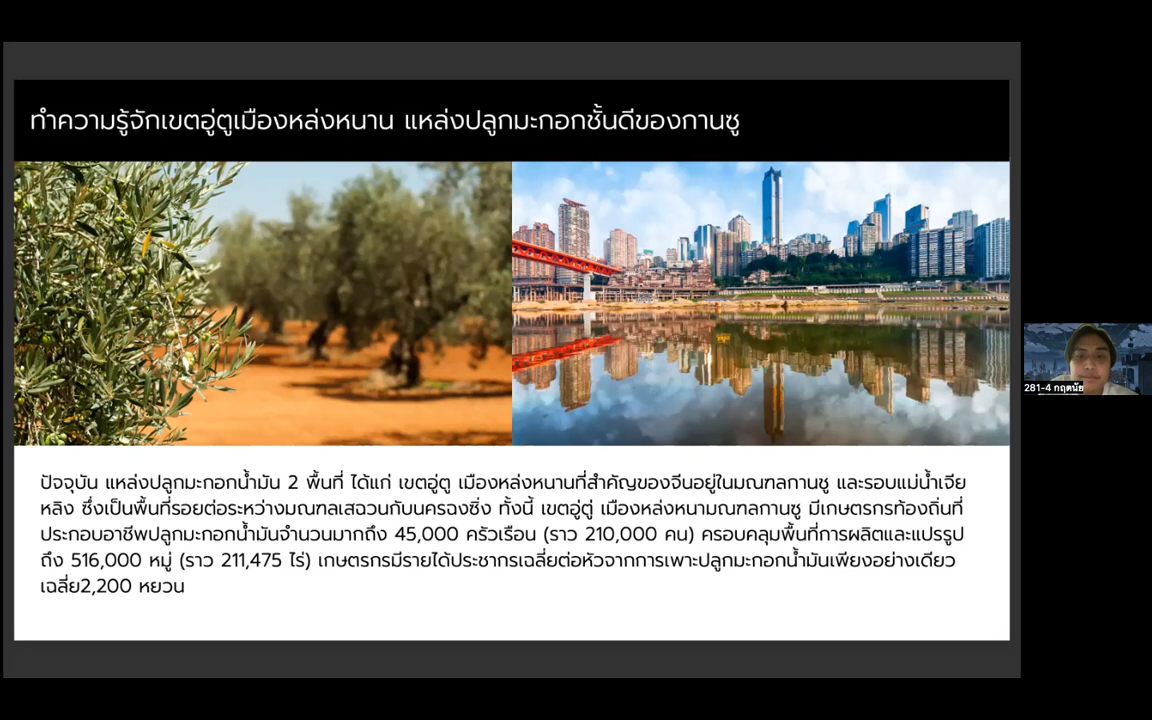 ทำความรู้จักเขตอู่ตูเมืองหล่งหนาน แหล่งปลูกมะกอกชั้นดีของกานซู
ปัจจุบัน แหล่งปลูกมะกอกน้ำมัน 2 พื้นที่ ได้แก่ เขตอู่ตู เมืองหล่งหนานที่สำคัญของจีนอยู่ในมณฑลกานซู และรอบแม่น้ำเจีย
หลิง ซึ่งเป็นพื้นที่รอยต่อระหว่างมณฑลเสฉวนกับนครฉงซิ่ง ทั้งนี้ เขตอู่ตู่ เมืองหล่งหนามณฑลกานซู มีเกษตรกรท้องถิ่นที่
ประกอบอาชีพปลูกมะกอกน้ำมันจำนวนมากถึง 45,000 ครัวเรือน (ราว 210,000 คน) ครอบคลุมพื้นที่การผลิตและแปรรูป
ถึง 516,000 หมู่ (ราว 211,475 ไร่) เกษตรกรมีรายได้ประชากรเฉลี่ยต่อหัวจากการเพาะปลูกมะกอกน้ำมันเพียงอย่างเดียว
เฉลี่ย2,200 หยวน
281-4 กฤตนัย